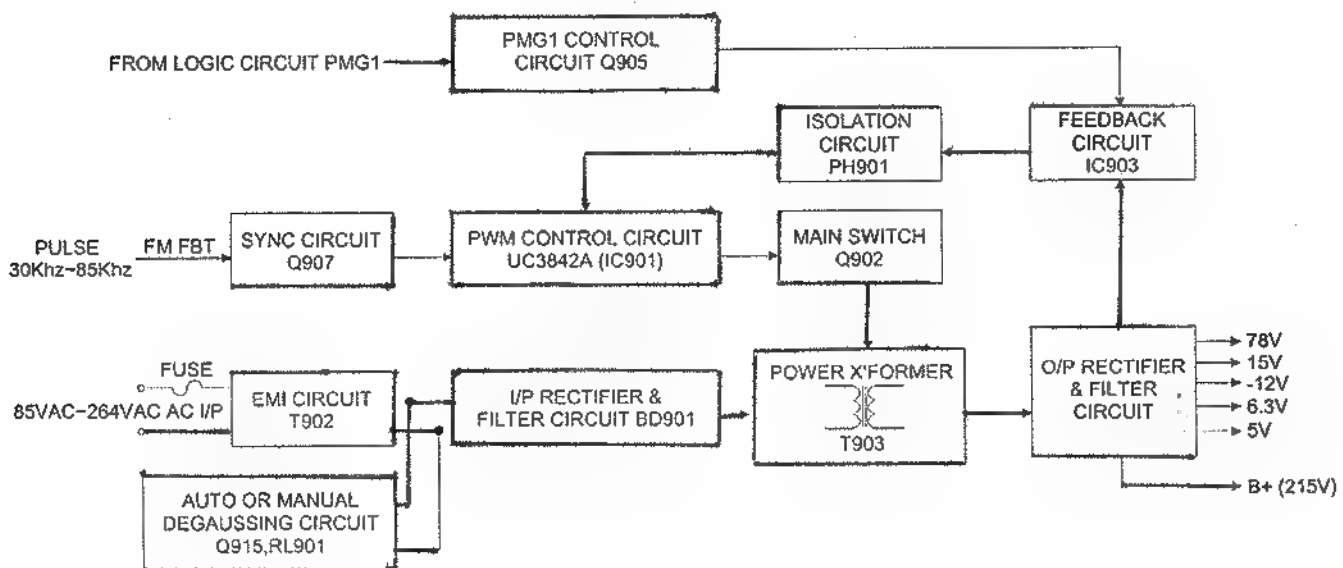 PMG1 CONTROL
CIRCUIT Q905
FROM LOGIC CIRCUIT PMG1
ISOLATION
CIRCUIT
PH901
FEEDBACK
CIRCUIT
IC903
PULSE
30Khz~85Khz
FM FBT
SYNC CIRCUIT
Q907
PWM CONTROL CIRCUIT
UC3842A (IC901)
MAIN SWITCH
Q902
FUSE
85VAC~264VAC AC I/P
EMI CIRCUIT
T902
I/P RECTIFIER &
FILTER CIRCUIT BD901
POWER X'FORMER
T903
O/P RECTIFIER
& FILTER
CIRCUIT
78V
15V
-12V
6.3V
5V
B+ (215V)
AUTO OR MANUAL
DEGAUSSING CIRCUIT
Q915,RL901